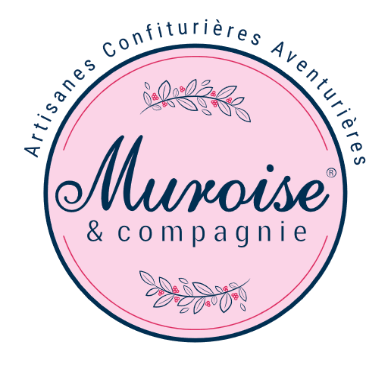 Artisanes Confiturières Aventurières
Muroise®
& compagnie